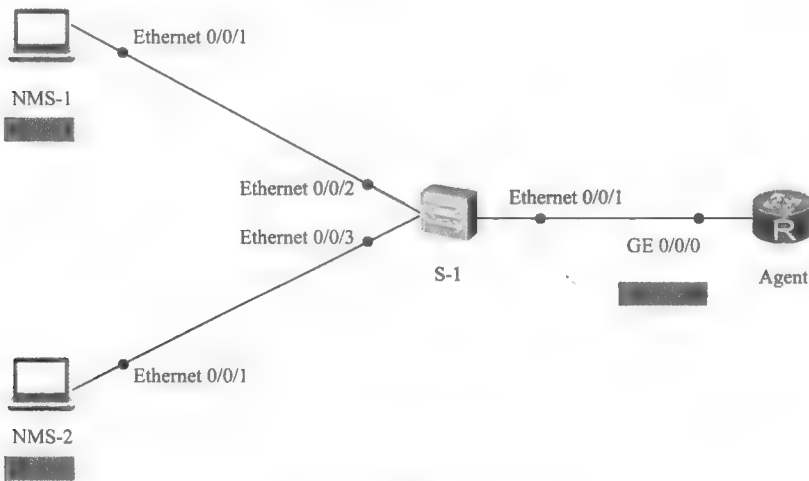 Ethernet 0/0/1
NMS-1
Ethernet 0/0/2
Ethernet 0/0/1
Ethernet 0/0/3
GE 0/0/0
R
S-1
Agent
Ethernet 0/0/1
NMS-2